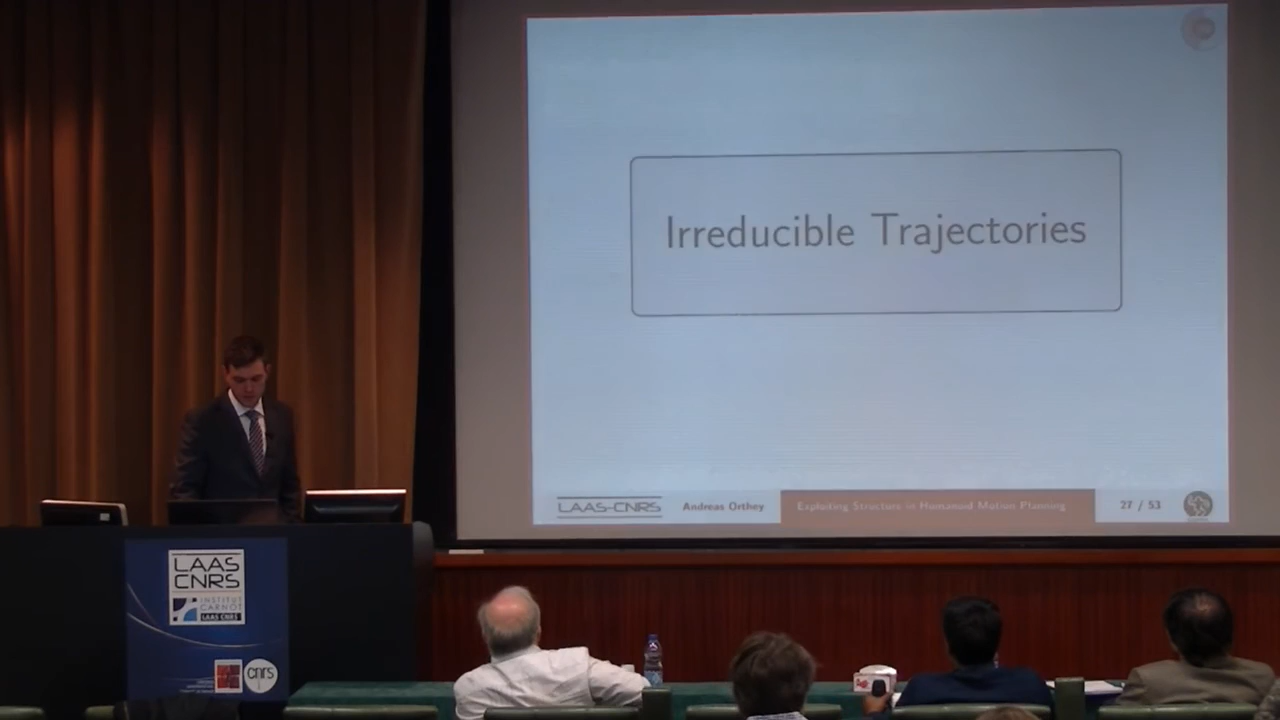 Irreducible Trajectories
LAAS-CNRS
Andreas Orthey
Exploiting Structure in Humanoid Motion Planning
27 / 53
LAAS
CNRS
INSTITUT
CARNOT
LAAS CNRS
cnrs